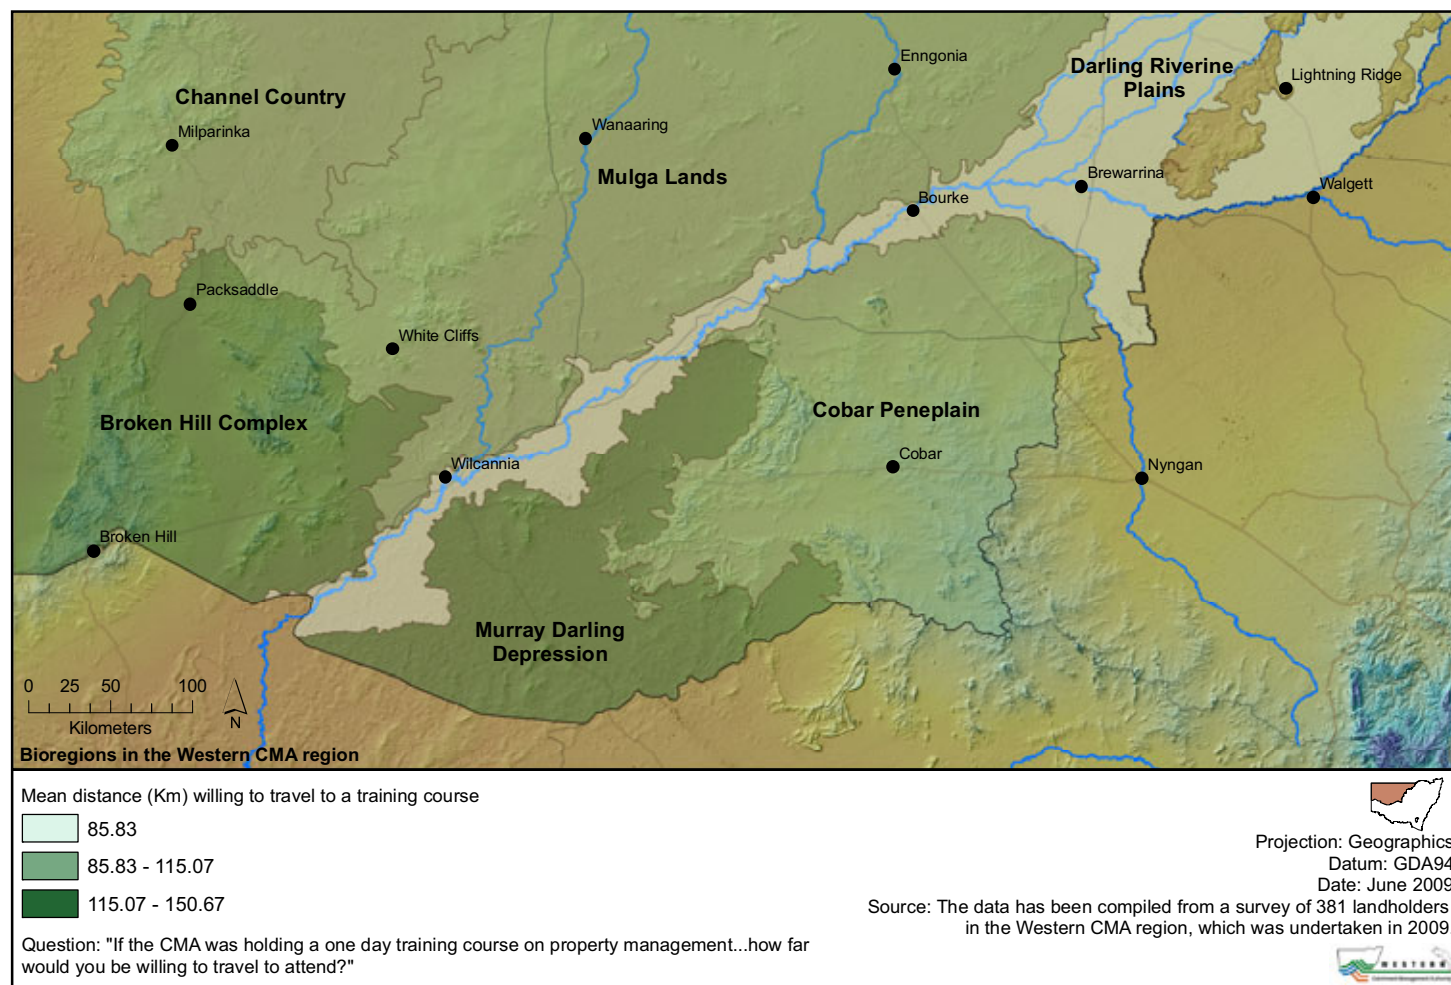 Enngonia
Darling Riverine
Plains
Lightning Ridge
Channel Country
Milparinka
Wanaaring
Mulga Lands
Brewarrina
Walgett
Bourke
Packsaddle
White Cliffs
Broken Hill Complex
Cobar Peneplain
Cobar
Wilcannia
Nyngan
Broken Hill
Murray Darling
Depression
0 25 50 100
Kilometers
N
Bioregions in the Western CMA region
Mean distance (Km) willing to travel to a training course
85.83
85.83 - 115.07
115.07 - 150.67
Question: "If the CMA was holding a one day training course on property management...how far
would you be willing to travel to attend?"
Projection: Geographics
Datum: GDA94
Date: June 2009
Source: The data has been compiled from a survey of 381 landholders
in the Western CMA region, which was undertaken in 2009.
WESTERN